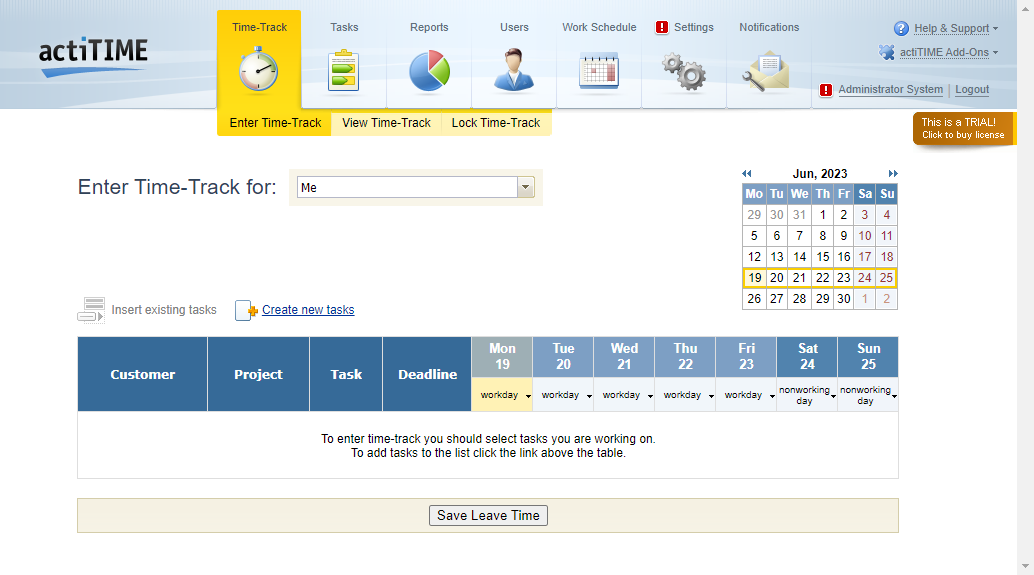 actiTIME
Time-Track
Tasks
Reports
Users
Work Schedule
! Settings
Notifications
? Help & Support
actiTIME Add-Ons
! Administrator System | Logout
Enter Time-Track
View Time-Track
Lock Time-Track
This is a TRIAL!
Click to buy license
Enter Time-Track for:
Me
Jun, 2023
Mo Tu We Th Fr Sa Su
29 30 31 1 2 3 4
5 6 7 8 9 10 11
12 13 14 15 16 17 18
19 20 21 22 23 24 25
26 27 28 29 30 1 2
Insert existing tasks
Create new tasks
Customer
Project
Task
Deadline
Mon
19
Tue
20
Wed
21
Thu
22
Fri
23
Sat
24
Sun
25
workday
workday
workday
workday
workday
nonworking
day
nonworking
day
To enter time-track you should select tasks you are working on.
To add tasks to the list click the link above the table.
Save Leave Time